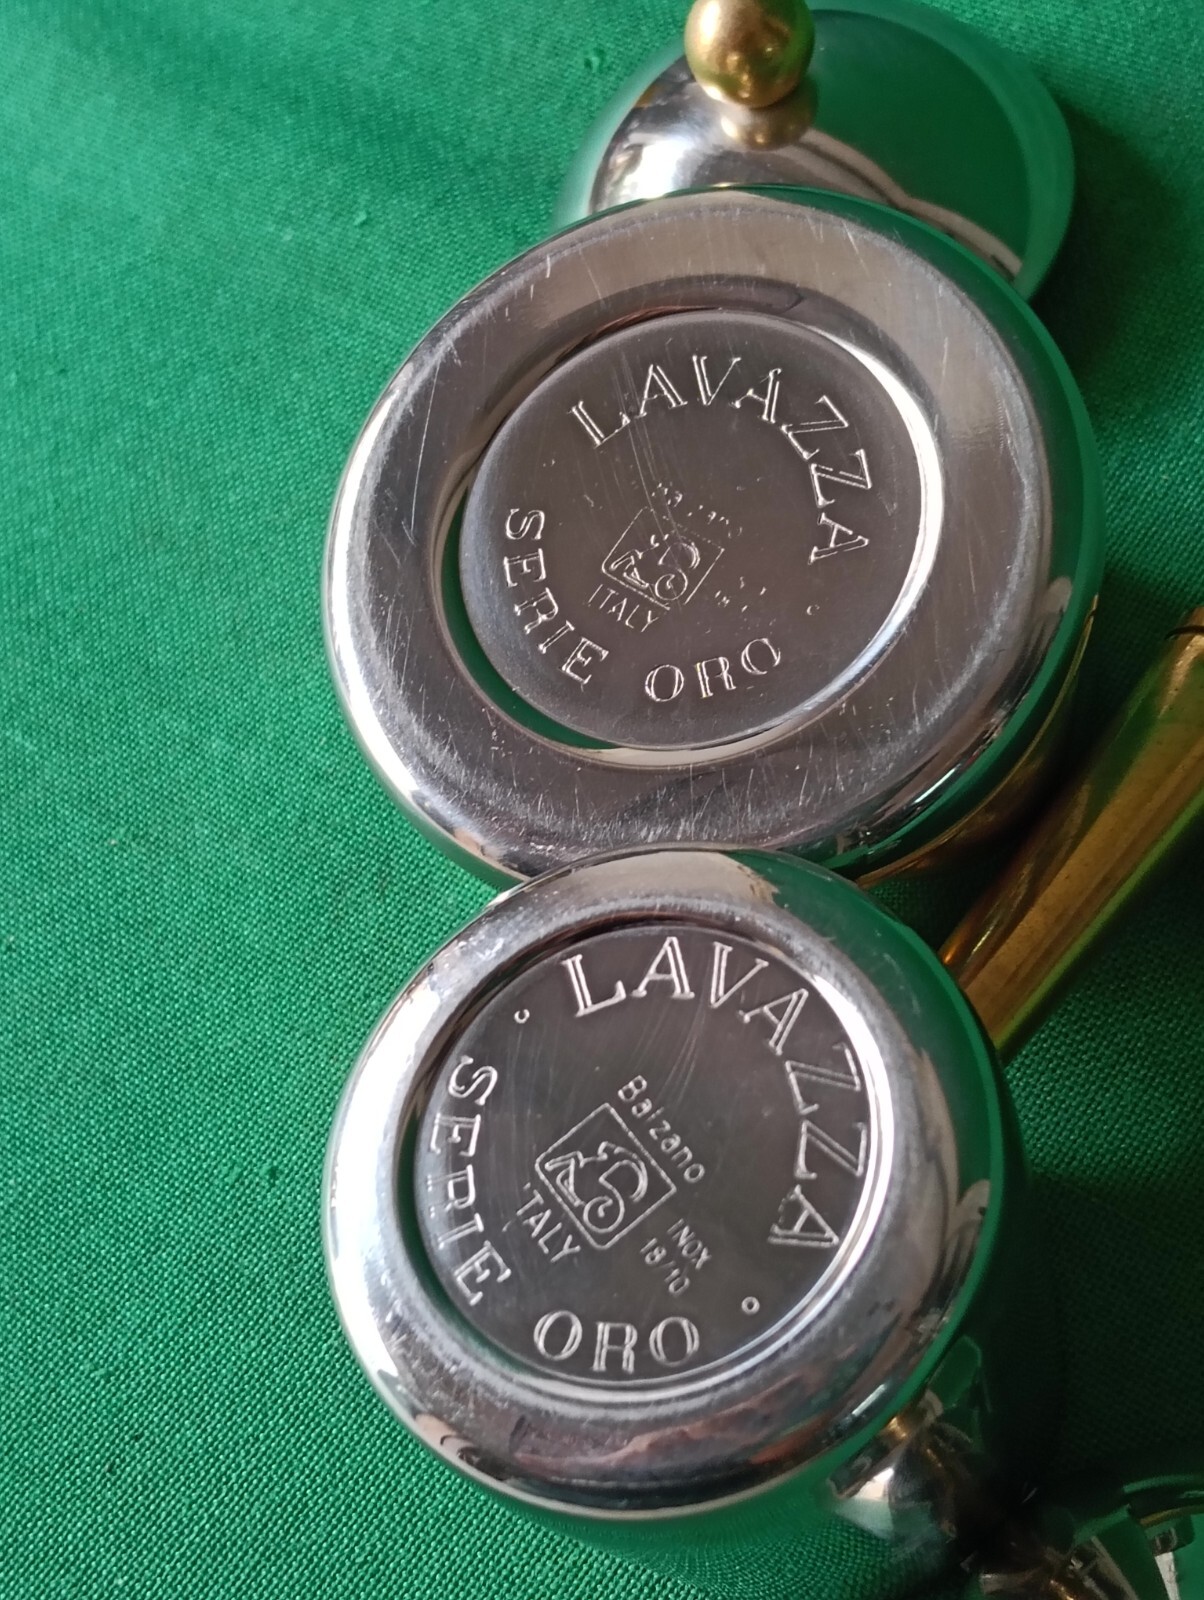 LAVAZZA
ITALY
SERIE ORO
LAVAZZA
Balzano
ITALY
INOX
18/10
SERIE ORO